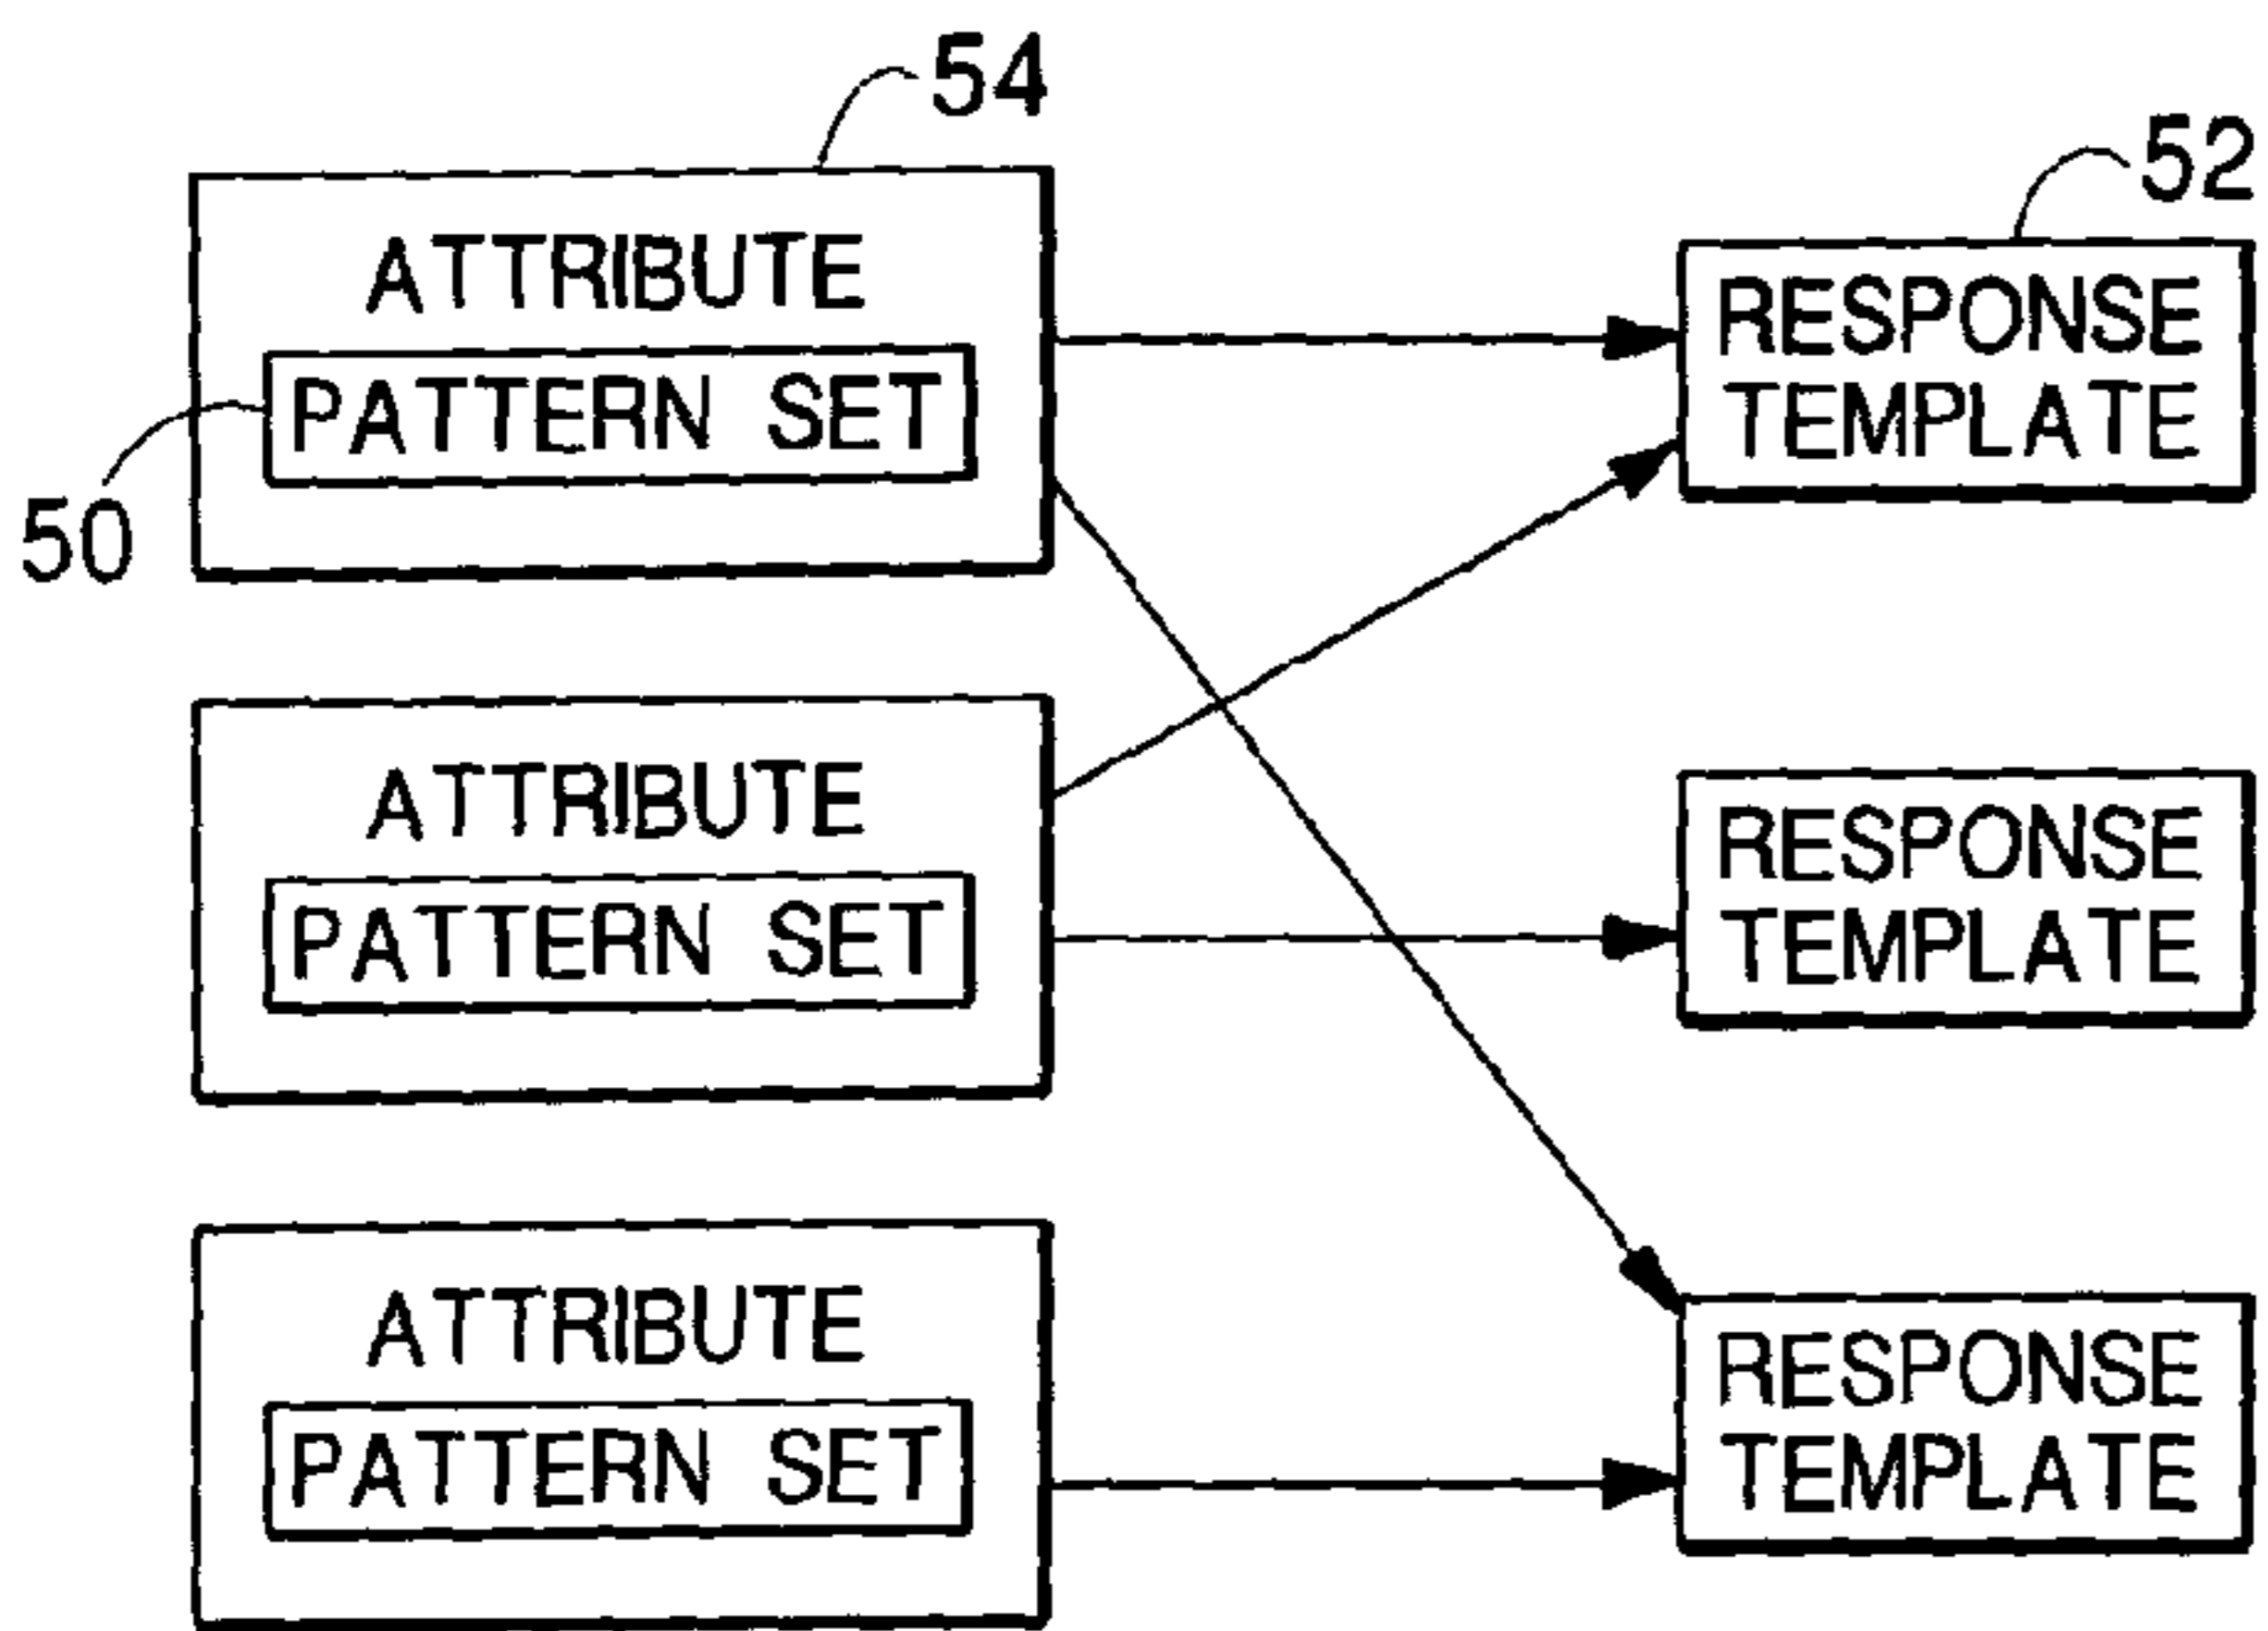 54
52
ATTRIBUTE
PATTERN SET
50
RESPONSE
TEMPLATE
ATTRIBUTE
PATTERN SET
RESPONSE
TEMPLATE
ATTRIBUTE
PATTERN SET
RESPONSE
TEMPLATE